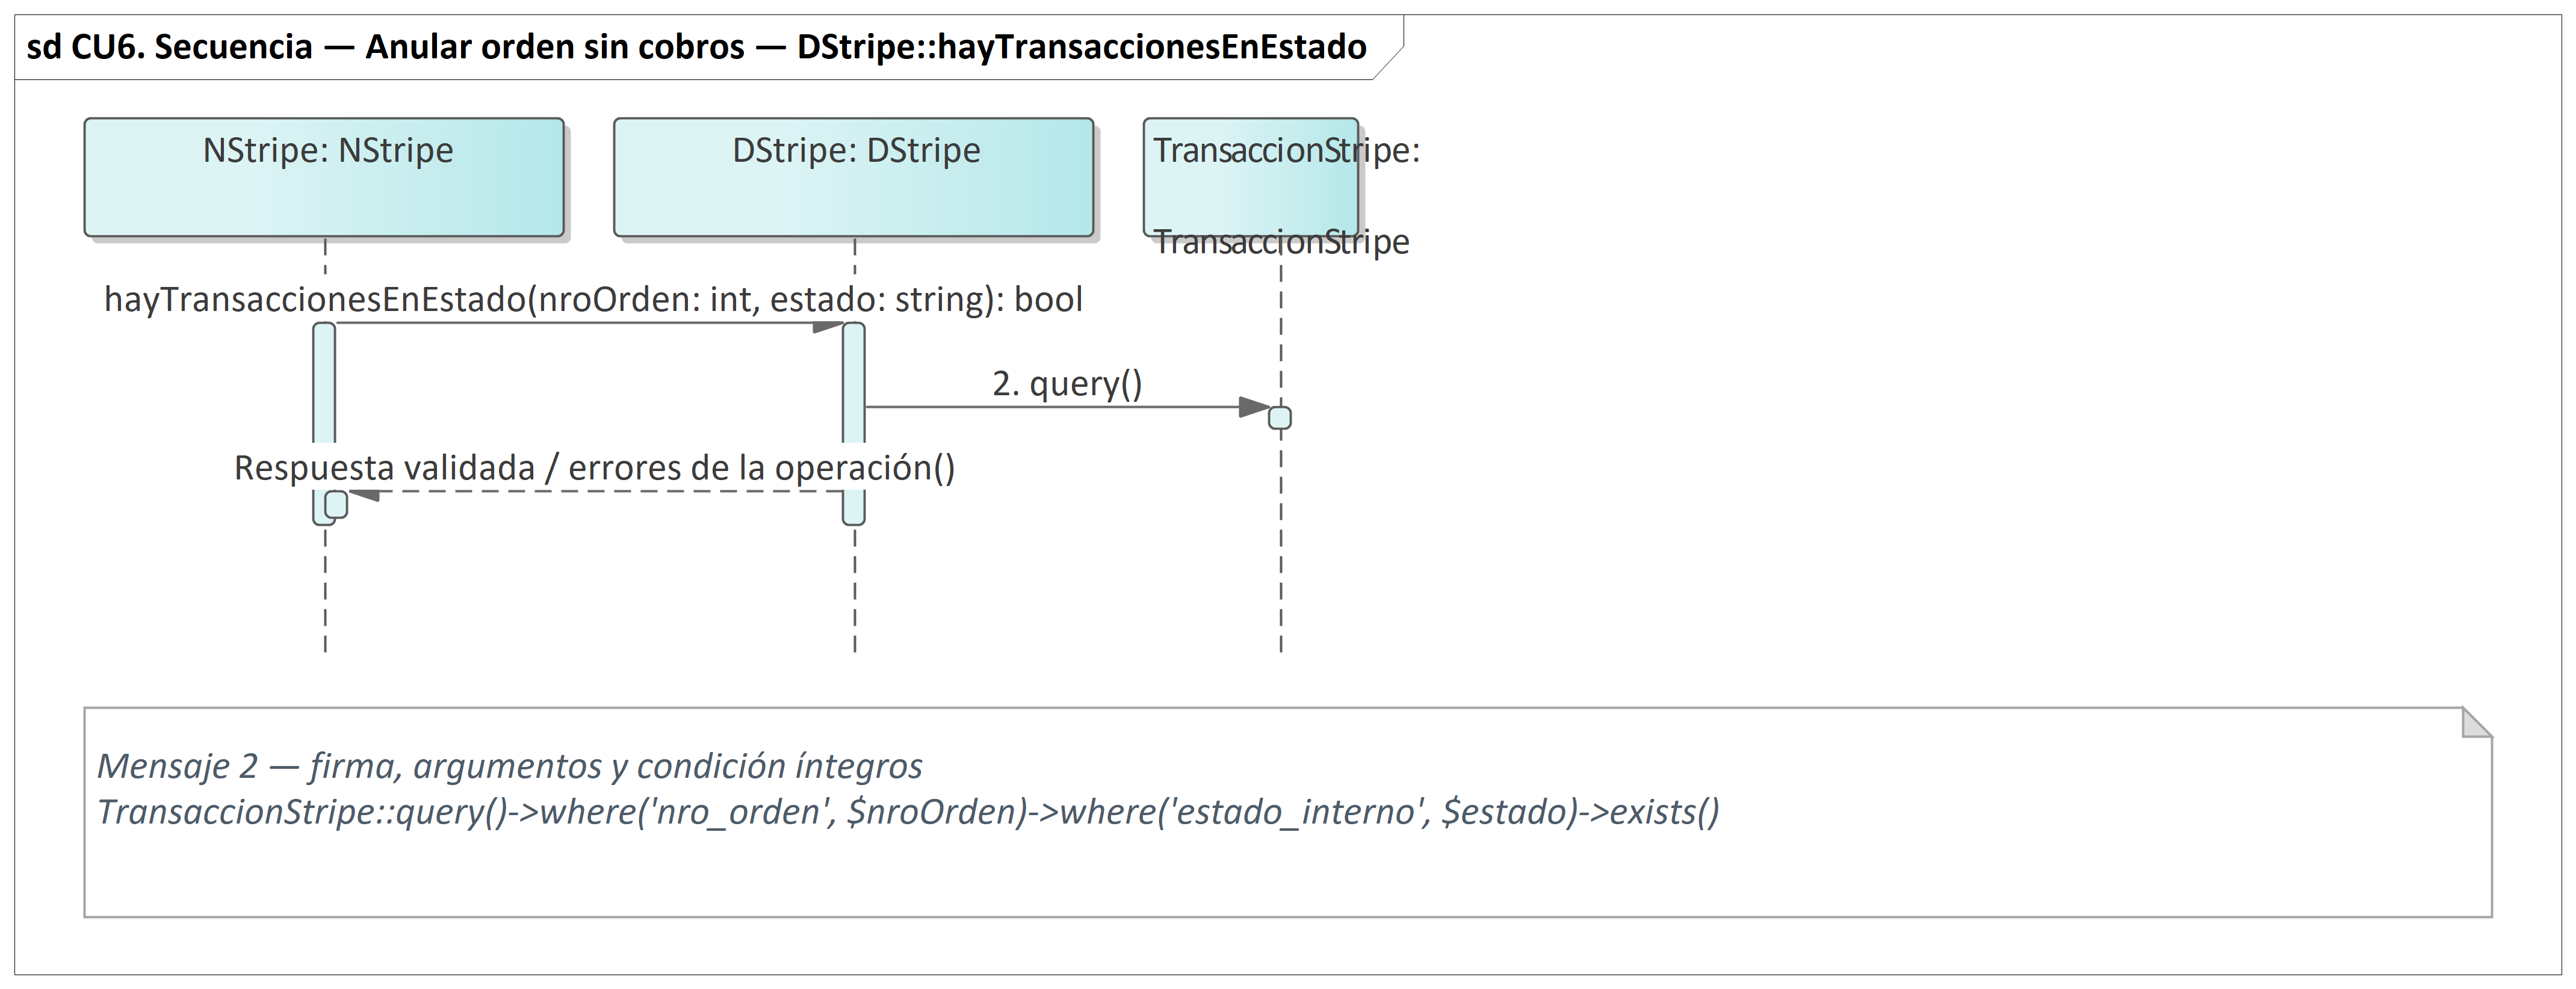 sd CU6. Secuencia — Anular orden sin cobros — DStripe::hayTransaccionesEnEstado
NStripe: NStripe
DStripe: DStripe
TransaccionStripe:
TransaccionStripe
hayTransaccionesEnEstado(nroOrden: int, estado: string): bool
2. query()
Respuesta validada / errores de la operación()
Mensaje 2 — firma, argumentos y condición íntegros
TransaccionStripe::query()->where('nro_orden', $nroOrden)->where('estado_interno', $estado)->exists()